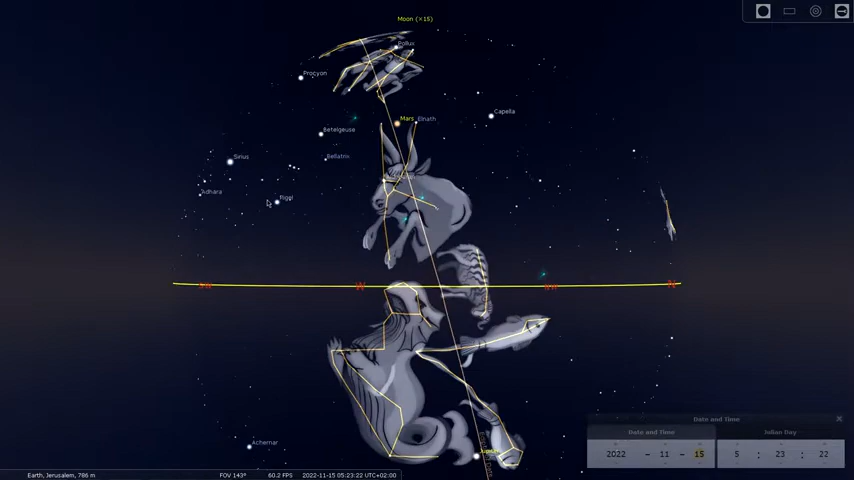 Moon (×15)
Pollux
Procyon
Capella
Mars
Elnath
Betelgeuse
Bellatrix
Sirius
Adhara
Rigel
SW
W
NW
N
Achernar
Jupiter
Date and Time
Date and Time
Julian Day
2022 - 11 - 15
5 : 23 : 22
Earth, Jerusalem, 786 m
FOV 143°
60.2 FPS
2022-11-15 05:23:22 UTC+02:00